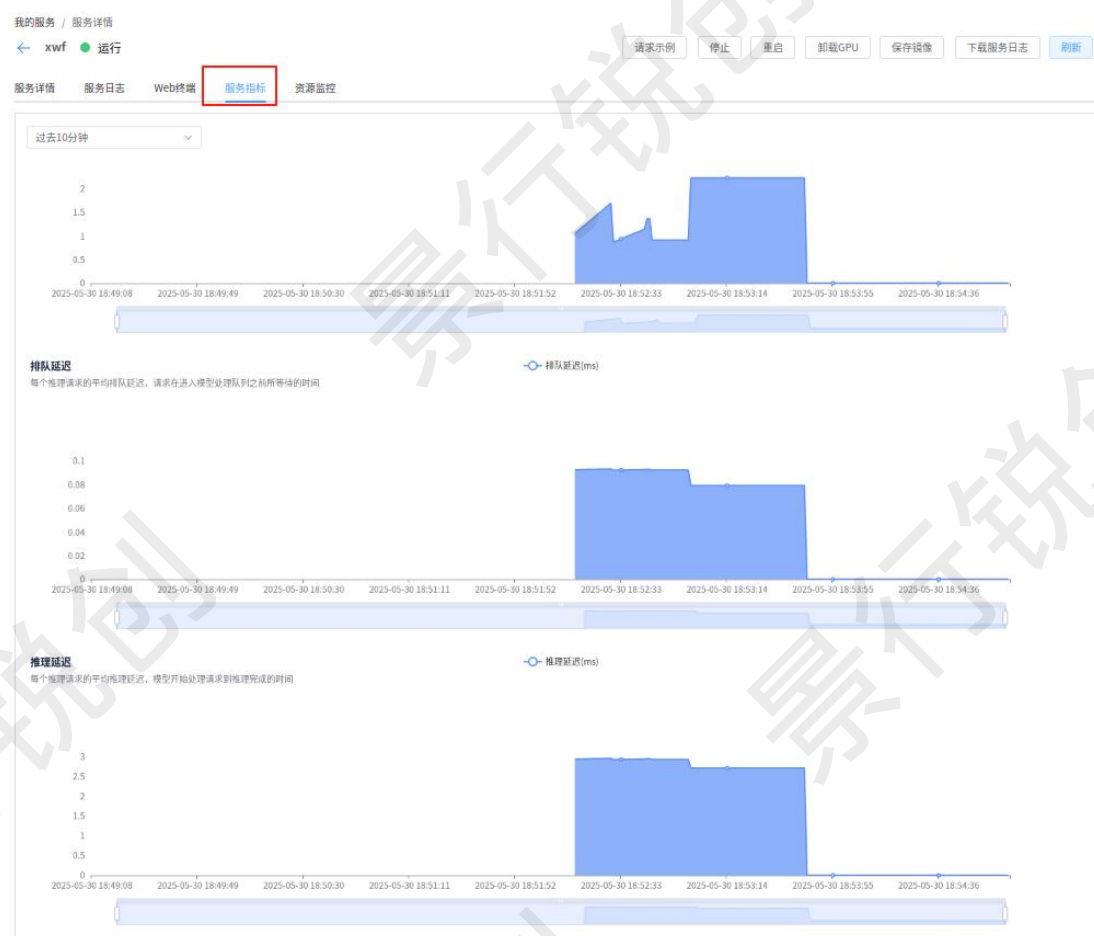 我的服务 / 服务详情
← xwf 运行
请求示例 停止 重启 卸载GPU 保存镜像 下载服务日志 刷新
服务详情 服务日志 Web终端 服务指标 资源监控
过去10分钟
2
1.5
1
0.5
0
2025-05-30 18:49:08 2025-05-30 18:49:49 2025-05-30 18:50:30 2025-05-30 18:51:11 2025-05-30 18:51:52 2025-05-30 18:52:33 2025-05-30 18:53:14 2025-05-30 18:53:55 2025-05-30 18:54:36
排队延迟 排队延迟(ms)
每个推理请求的平均排队延迟，请求在进入模型处理队列之前所等待的时间
0.1
0.08
0.06
0.04
0.02
0
2025-05-30 18:49:08 2025-05-30 18:49:49 2025-05-30 18:50:30 2025-05-30 18:51:11 2025-05-30 18:51:52 2025-05-30 18:52:33 2025-05-30 18:53:14 2025-05-30 18:53:55 2025-05-30 18:54:36
推理延迟 推理延迟(ms)
每个推理请求的平均推理延迟，模型开始处理请求到推理完成的时间
3
2.5
2
1.5
1
0.5
0
2025-05-30 18:49:08 2025-05-30 18:49:49 2025-05-30 18:50:30 2025-05-30 18:51:11 2025-05-30 18:51:52 2025-05-30 18:52:33 2025-05-30 18:53:14 2025-05-30 18:53:55 2025-05-30 18:54:36
景行锐创
景行锐创
锐创